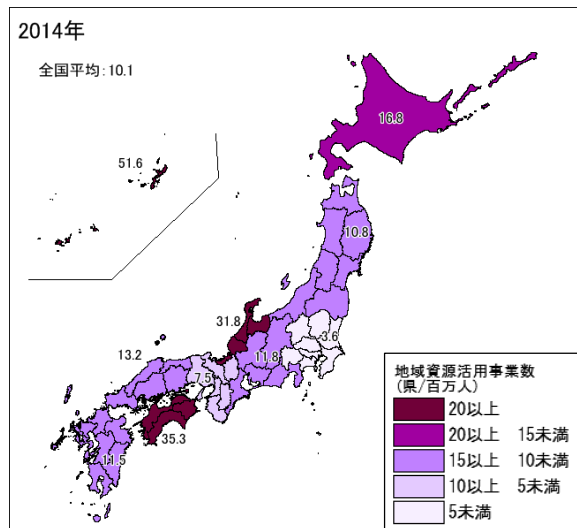 2014年
全国平均:10.1
16.8
51.6
10.8
31.8
3.6
13.2
11.8
7.5
35.3
11.5
地域資源活用事業数
(県/百万人)
20以上
20以上 15未満
15以上 10未満
10以上 5未満
5未満